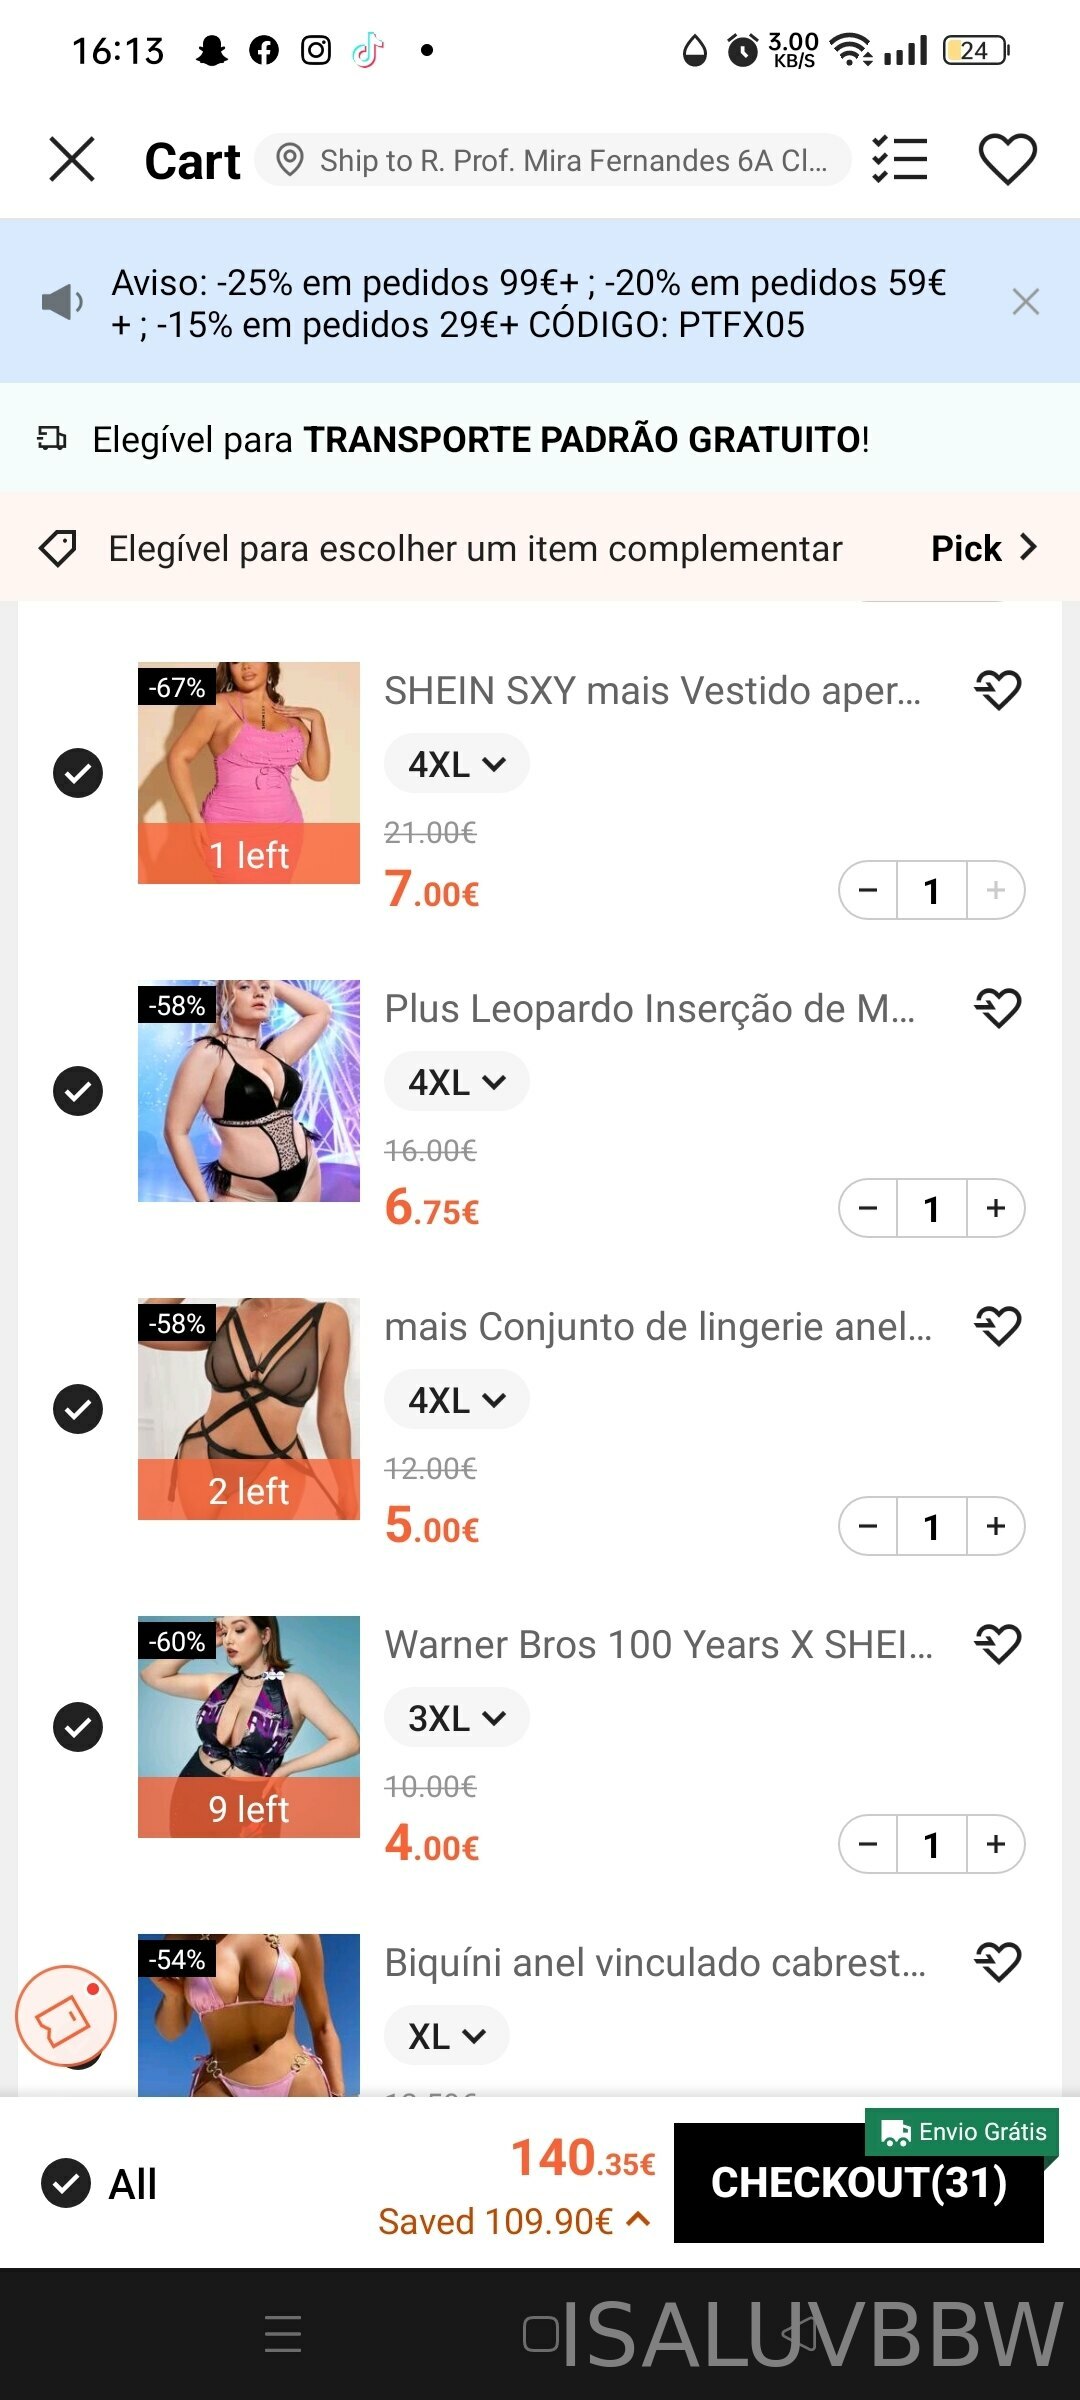 16:13
3.00
KB/S
24
Cart
Ship to R. Prof. Mira Fernandes 6A Cl...
Aviso: -25% em pedidos 99€+ ; -20% em pedidos 59€
+ ; -15% em pedidos 29€+ CÓDIGO: PTFX05
Elegível para TRANSPORTE PADRÃO GRATUITO!
Elegível para escolher um item complementar
Pick
-67%
1 left
SHEIN SXY mais Vestido aper...
4XL
21.00€
7.00€
1
-58%
Plus Leopardo Inserção de M...
4XL
16.00€
6.75€
1
-58%
2 left
mais Conjunto de lingerie anel...
4XL
12.00€
5.00€
1
-60%
9 left
Warner Bros 100 Years X SHEI...
3XL
10.00€
4.00€
1
-54%
Biquíni anel vinculado cabrest...
XL
All
140.35€
Saved 109.90€
Envio Grátis
CHECKOUT(31)
ISALUVBBW